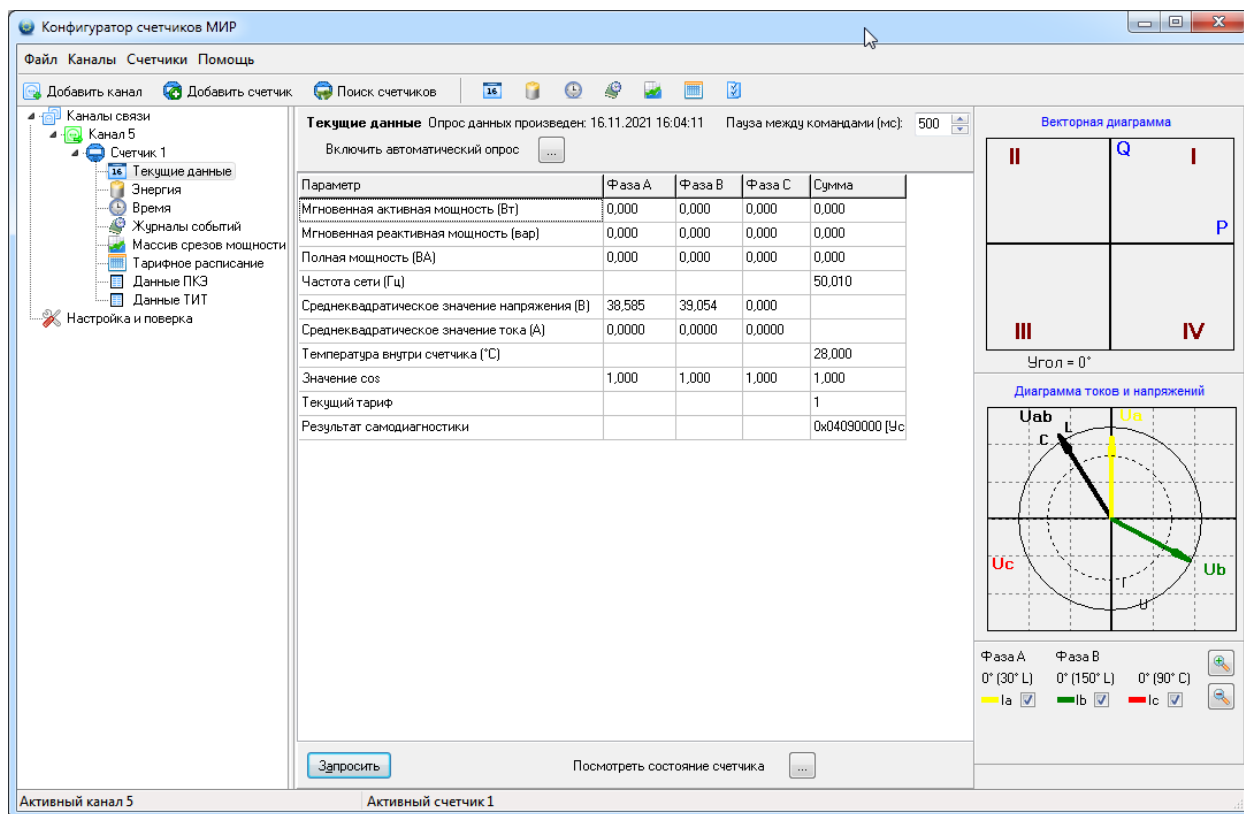 Конфигуратор счетчиков МИР
Файл Каналы Счетчики Помощь
Добавить канал Добавить счетчик Поиск счетчиков 16
Каналы связи
Канал 5
Счетчик 1
16 Текущие данные
Энергия
Время
Журналы событий
Массив срезов мощности
Тарифное расписание
Данные ПКЭ
Данные ТИТ
Настройка и поверка
Текущие данные Опрос данных произведен: 16.11.2021 16:04:11 Пауза между командами (мс): 500
Включить автоматический опрос ...
Параметр Фаза A Фаза B Фаза C Сумма
Мгновенная активная мощность (Вт) 0,000 0,000 0,000 0,000
Мгновенная реактивная мощность (вар) 0,000 0,000 0,000 0,000
Полная мощность (ВА) 0,000 0,000 0,000 0,000
Частота сети (Гц) 50,010
Среднеквадратическое значение напряжения (В) 38,585 39,054 0,000
Среднеквадратическое значение тока (А) 0,0000 0,0000 0,0000
Температура внутри счетчика (°C) 28,000
Значение cos 1,000 1,000 1,000 1,000
Текущий тариф 1
Результат самодиагностики 0x04090000 [Ус
Запросить Посмотреть состояние счетчика ...
Векторная диаграмма
II Q I
P
III IV
Угол = 0°
Диаграмма токов и напряжений
Uab Ua
L
C
Uc Ub
I
U
Фаза A Фаза B
0° (30° L) 0° (150° L) 0° (90° C)
Ia Ib Ic
Активный канал 5 Активный счетчик 1